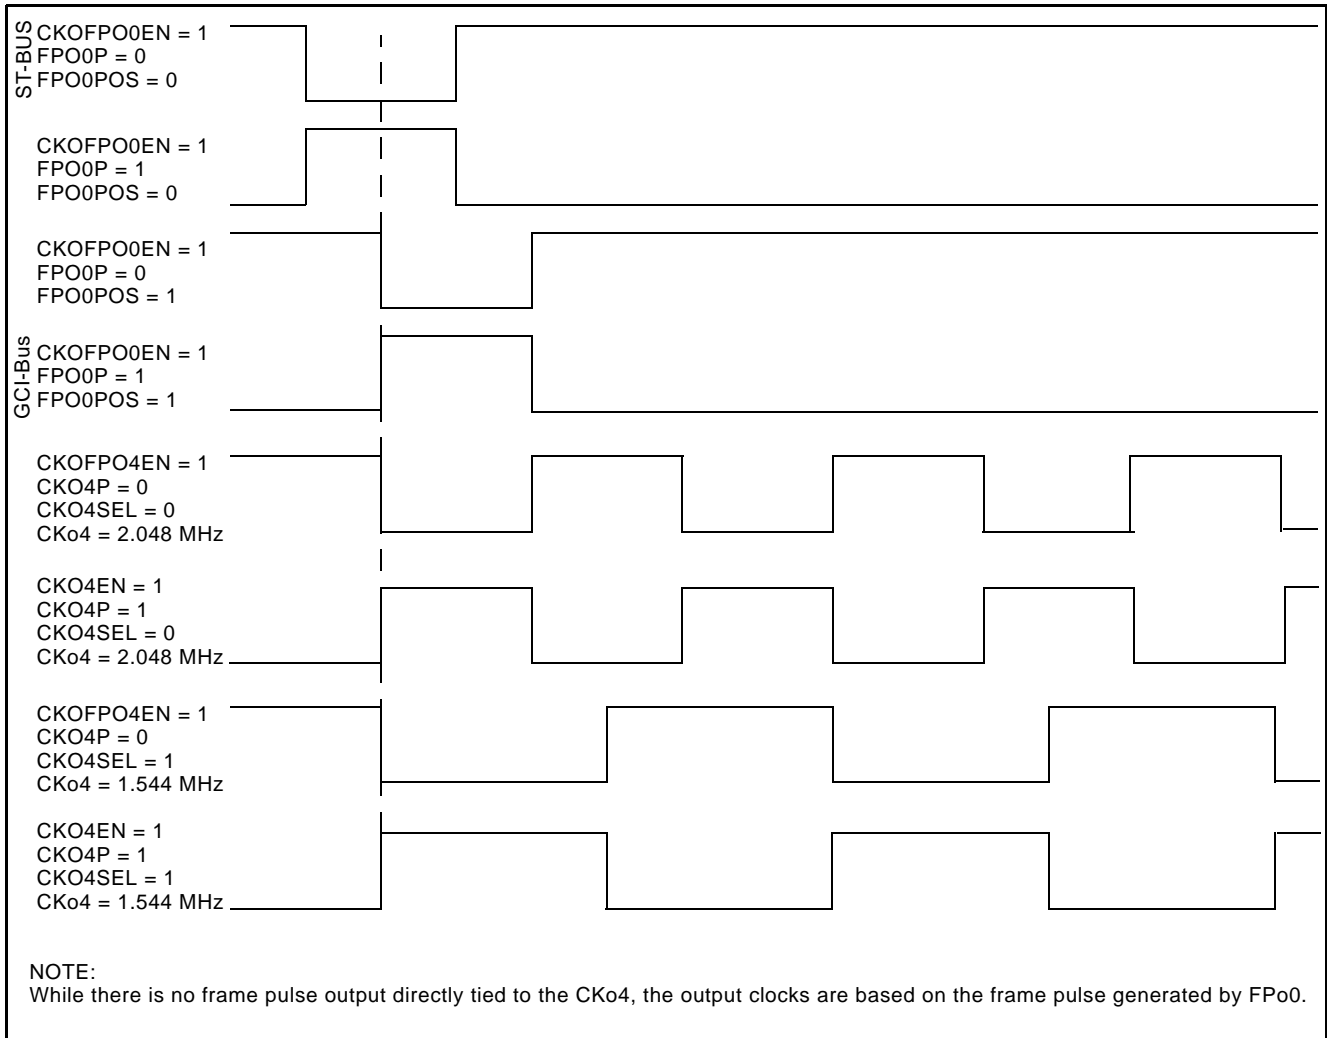 ST-BUS
CKOFPO0EN = 1
FPO0P = 0
FPO0POS = 0
CKOFPO0EN = 1
FPO0P = 1
FPO0POS = 0
CKOFPO0EN = 1
FPO0P = 0
FPO0POS = 1
GCI-Bus
CKOFPO0EN = 1
FPO0P = 1
FPO0POS = 1
CKOFPO4EN = 1
CKO4P = 0
CKO4SEL = 0
CKo4 = 2.048 MHz
CKO4EN = 1
CKO4P = 1
CKO4SEL = 0
CKo4 = 2.048 MHz
CKOFPO4EN = 1
CKO4P = 0
CKO4SEL = 1
CKo4 = 1.544 MHz
CKO4EN = 1
CKO4P = 1
CKO4SEL = 1
CKo4 = 1.544 MHz
NOTE:
While there is no frame pulse output directly tied to the CKo4, the output clocks are based on the frame pulse generated by FPo0.